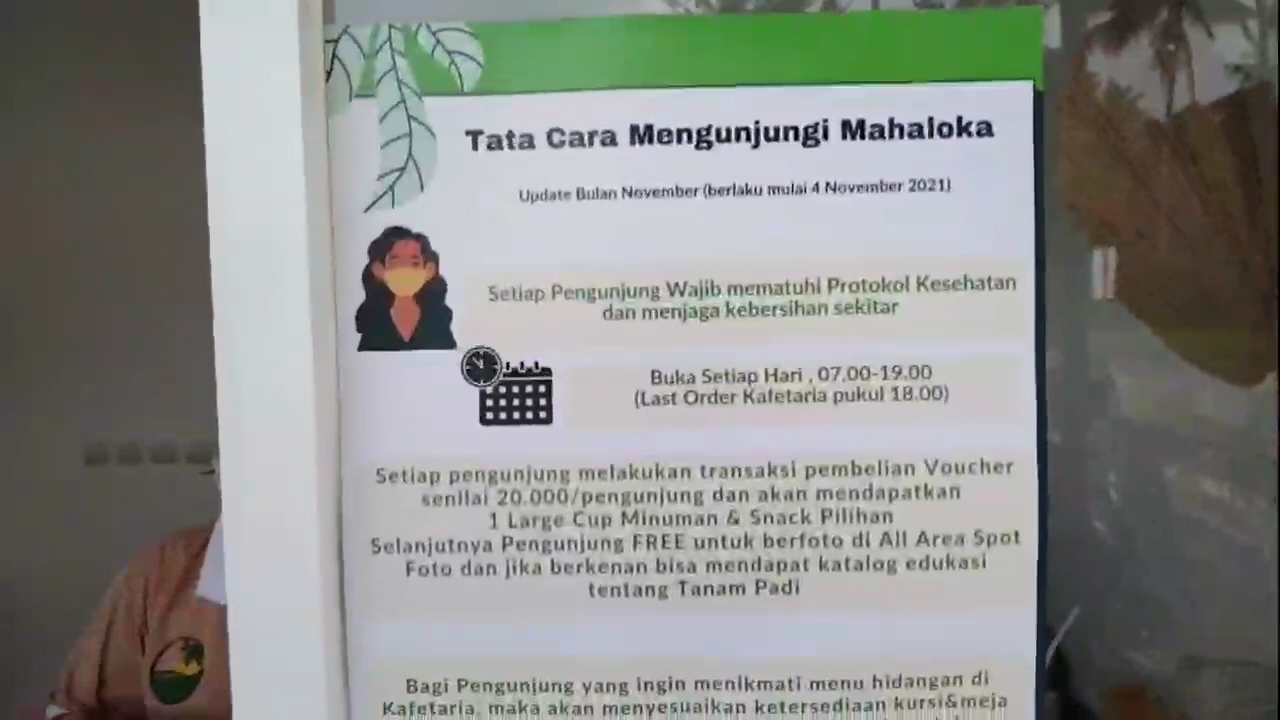 Tata Cara Mengunjungi Mahaloka
Update Bulan November (berlaku mulai 4 November 2021)
Setiap Pengunjung Wajib mematuhi Protokol Kesehatan
dan menjaga kebersihan sekitar
Buka Setiap Hari , 07.00-19.00
(Last Order Kafetaria pukul 18.00)
Setiap pengunjung melakukan transaksi pembelian Voucher
senilai 20.000/pengunjung dan akan mendapatkan
1 Large Cup Minuman & Snack Pilihan
Selanjutnya Pengunjung FREE untuk berfoto di All Area Spot
Foto dan jika berkenan bisa mendapat katalog edukasi
tentang Tanam Padi
Bagi Pengunjung yang ingin menikmati menu hidangan di
Kafetaria, maka akan menyesuaikan ketersediaan kursi&meja